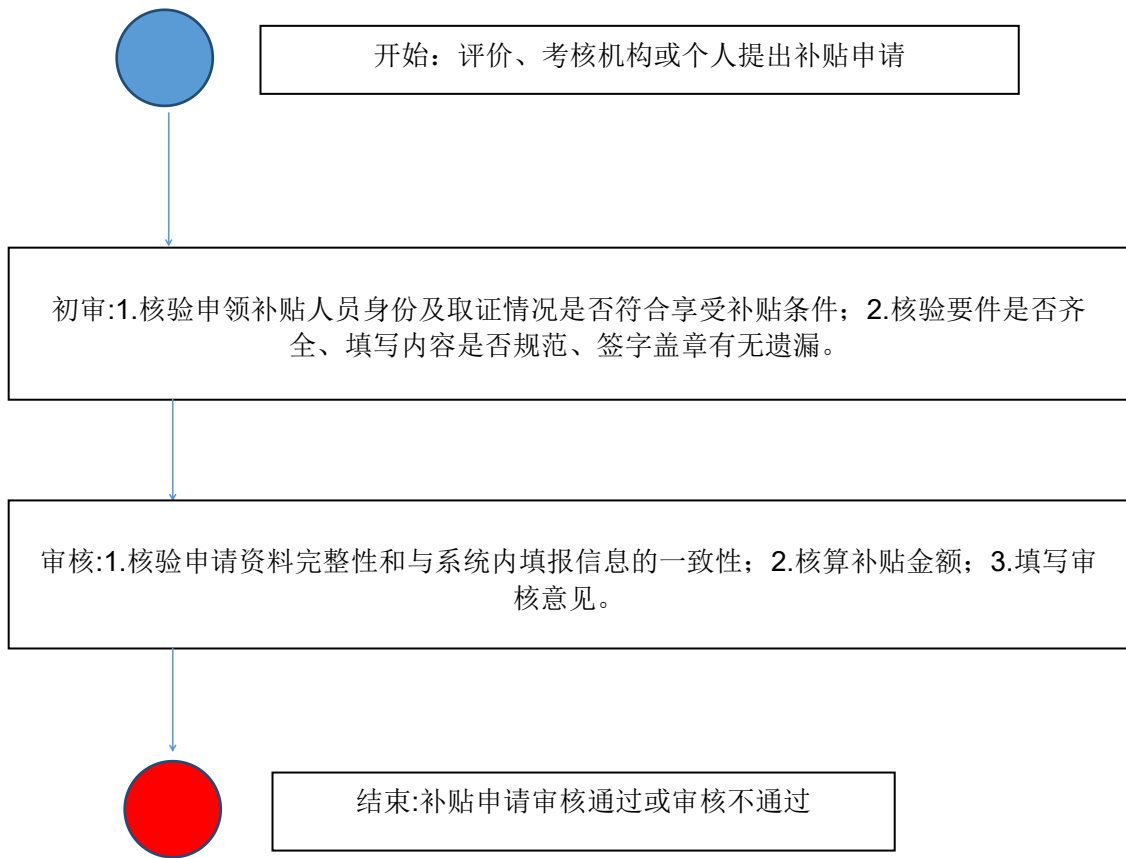 开始：评价、考核机构或个人提出补贴申请
初审:1.核验申领补贴人员身份及取证情况是否符合享受补贴条件；2.核验要件是否齐
全、填写内容是否规范、签字盖章有无遗漏。
审核:1.核验申请资料完整性和与系统内填报信息的一致性；2.核算补贴金额；3.填写审
核意见。
结束:补贴申请审核通过或审核不通过